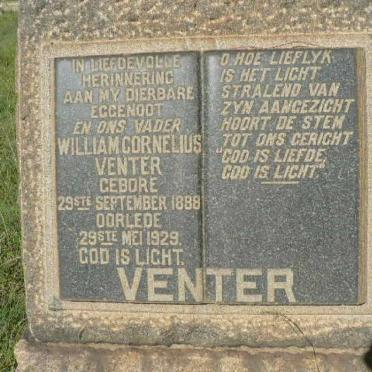 IN LIEFDEVOLLE
HERINNERING
AAN MY DIERBARE
EGGENOOT
EN ONS VADER
WILLIAM CORNELIUS
VENTER
GEBORE
29STE SEPTEMBER 1888
OORLEDE
29STE MEI 1929.
GOD IS LIGHT.
O HOE LIEFLYK
IS HET LICHT
STRALEND VAN
ZYN AANGEZICHT
HOORT DE STEM
TOT ONS GERICHT
"GOD IS LIEFDE,
GOD IS LICHT."
VENTER